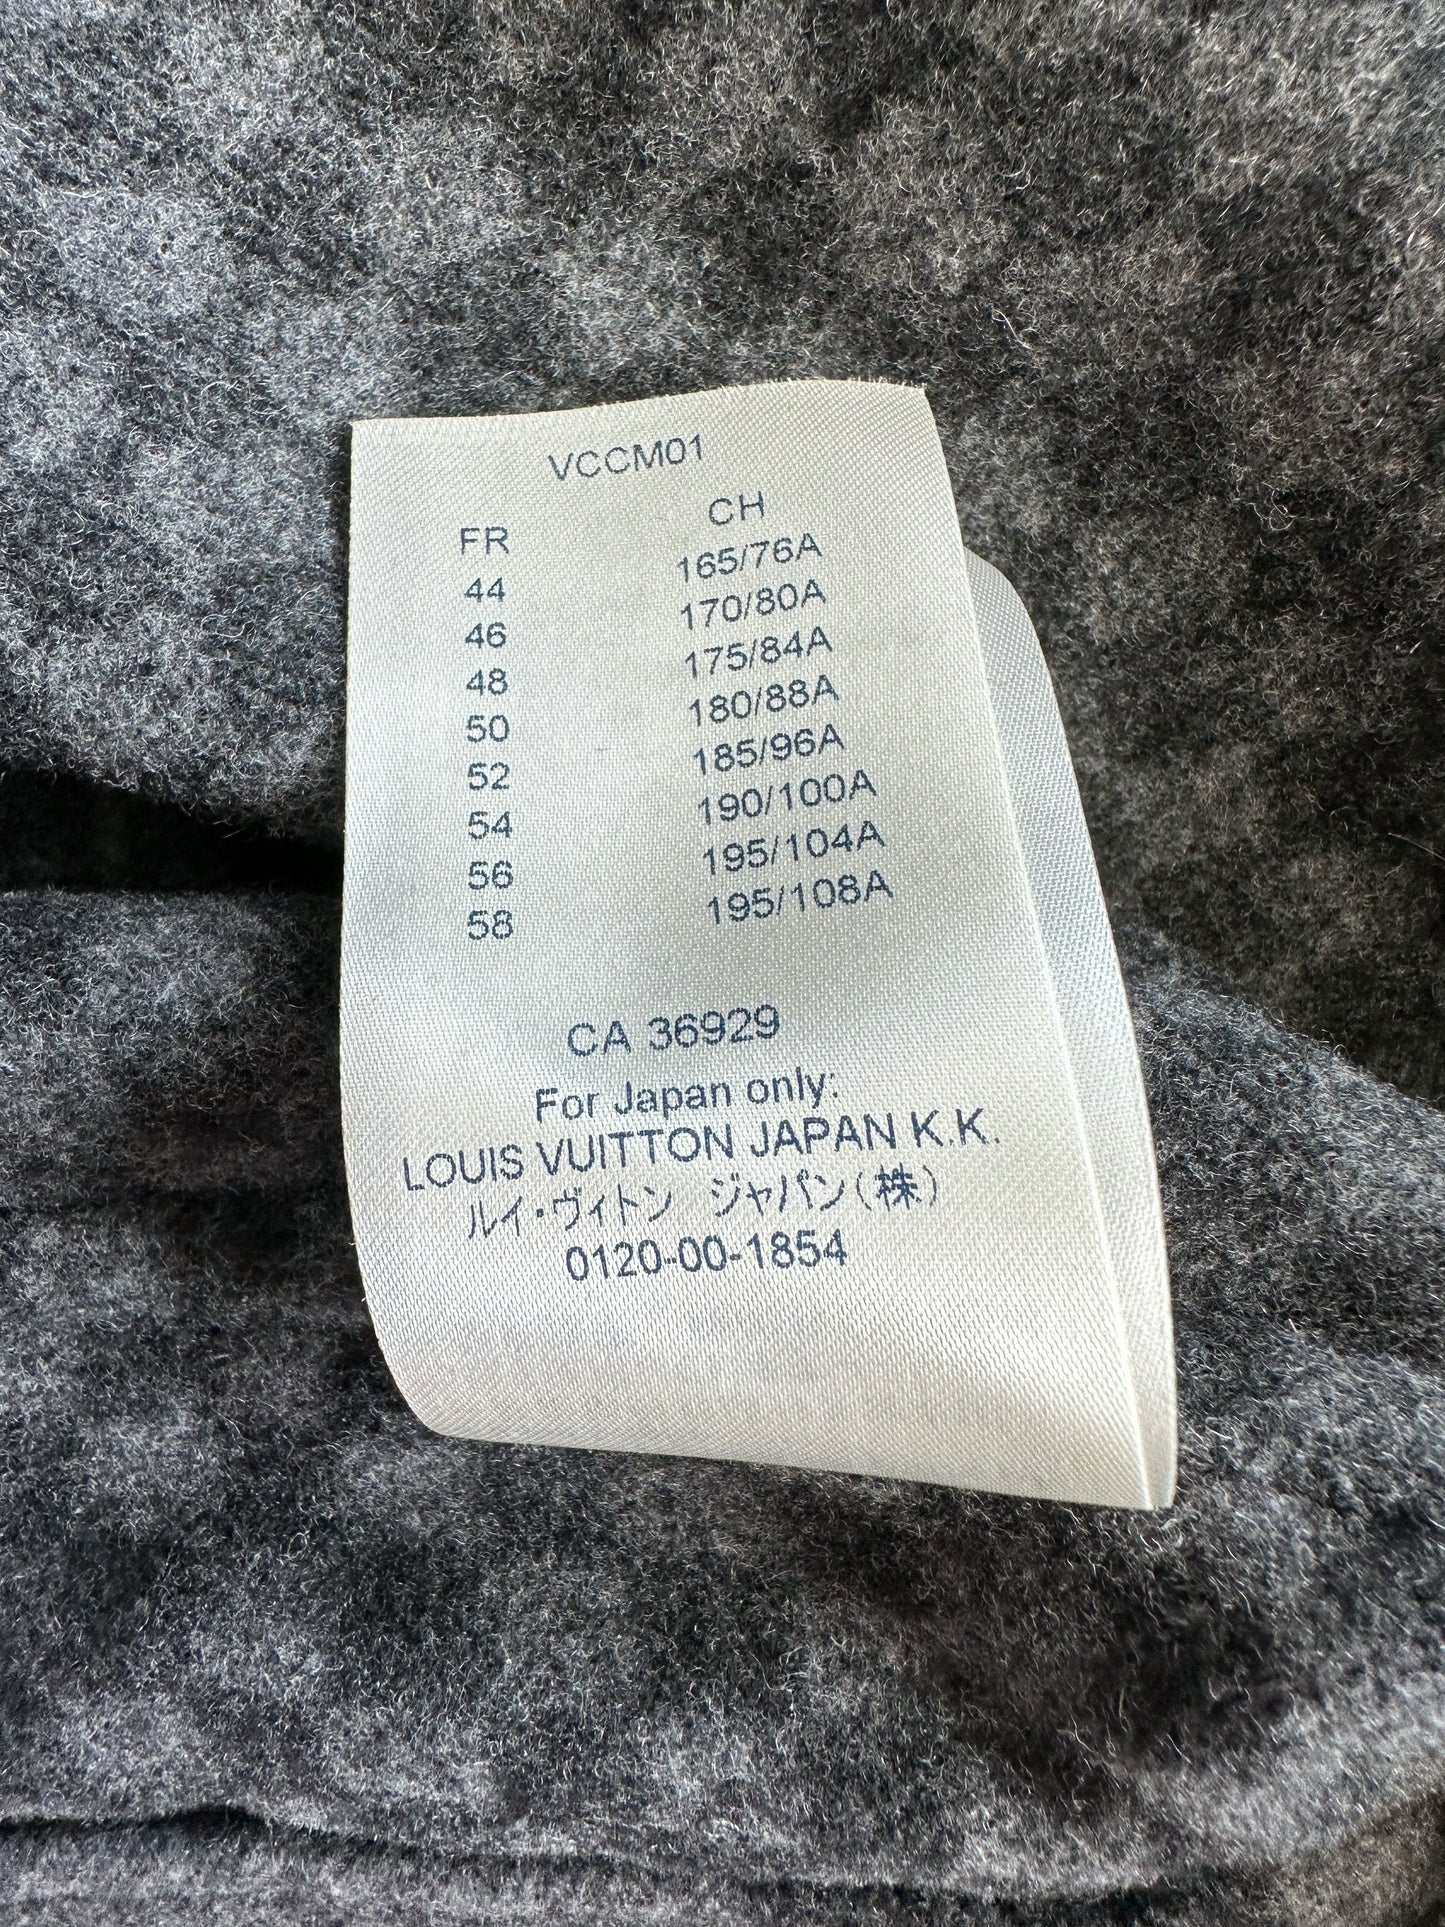 VCCM01
FR CH
44 165/76A
46 170/80A
48 175/84A
50 180/88A
52 185/96A
54 190/100A
56 195/104A
58 195/108A
CA 36929
For Japan only:
LOUIS VUITTON JAPAN K.K.
ルイ・ヴィトン ジャパン(株)
0120-00-1854